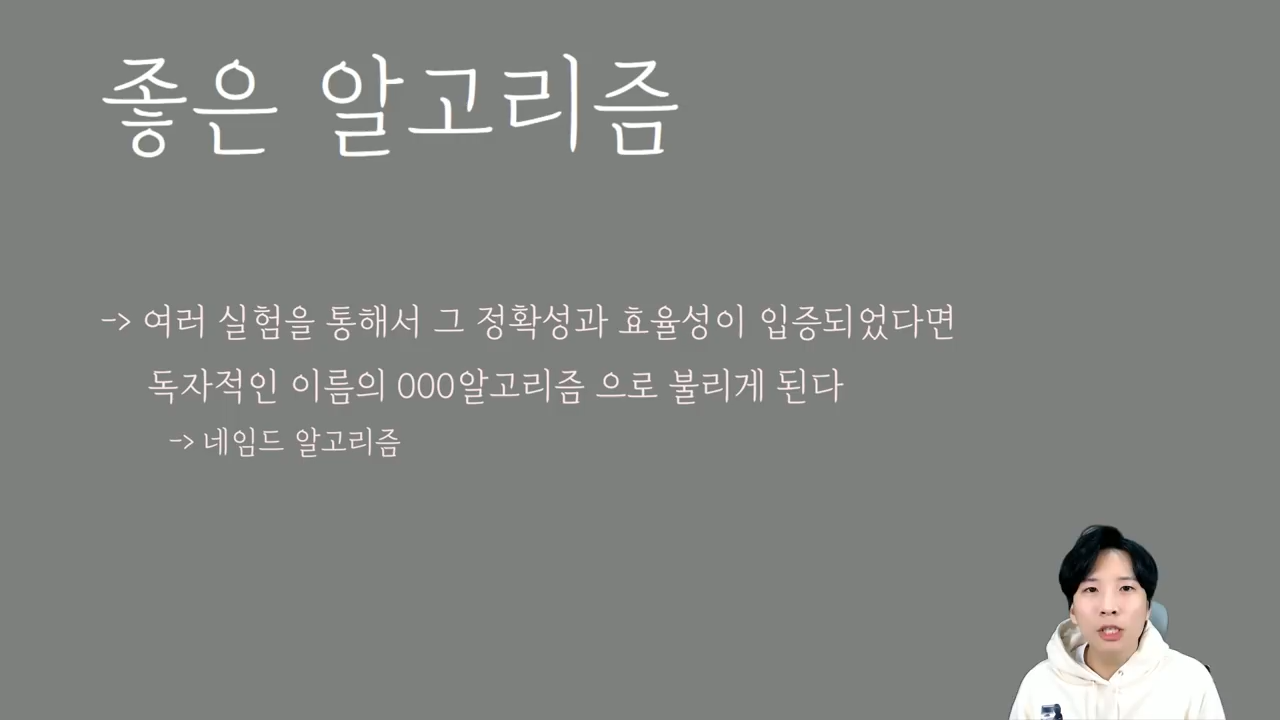 좋은 알고리즘
-> 여러 실험을 통해서 그 정확성과 효율성이 입증되었다면
독자적인 이름의 000알고리즘 으로 불리게 된다
-> 네임드 알고리즘